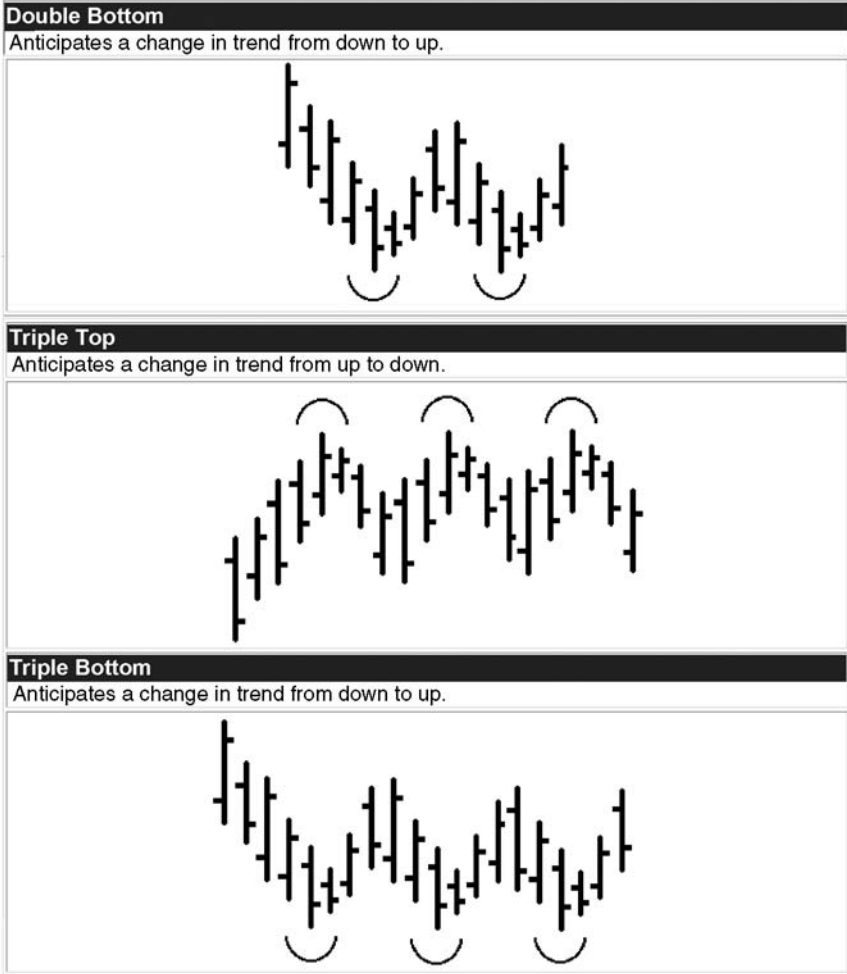 Double Bottom
Anticipates a change in trend from down to up.
Triple Top
Anticipates a change in trend from up to down.
Triple Bottom
Anticipates a change in trend from down to up.